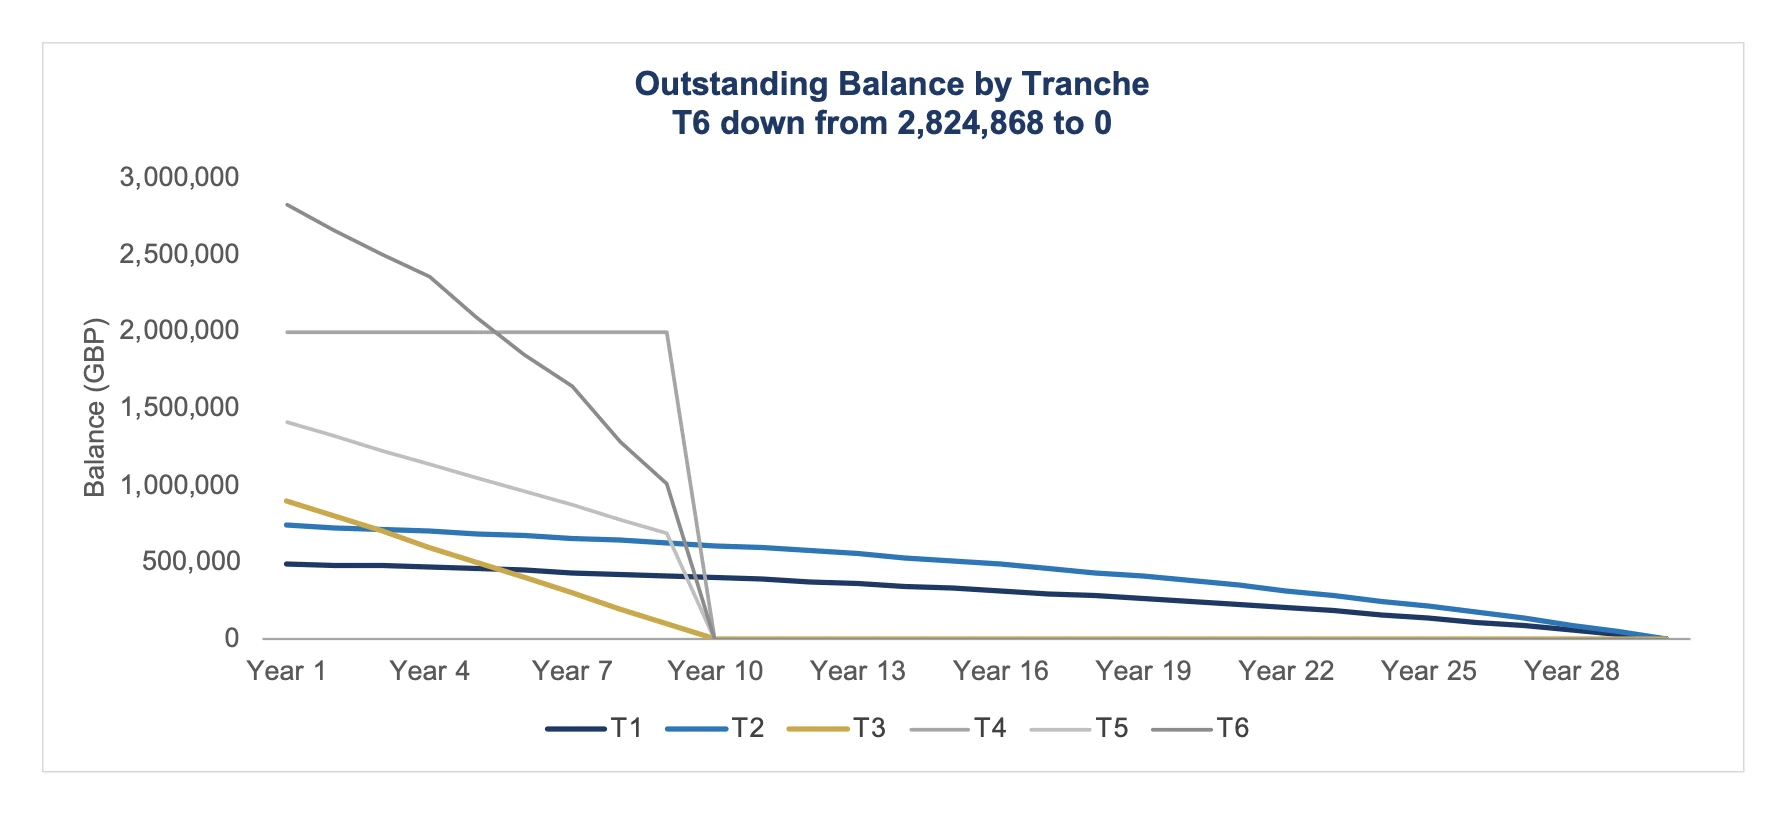 Outstanding Balance by Tranche
T6 down from 2,824,868 to 0
Balance (GBP)
3,000,000
2,500,000
2,000,000
1,500,000
1,000,000
500,000
0
Year 1 Year 4 Year 7 Year 10 Year 13 Year 16 Year 19 Year 22 Year 25 Year 28
T1 T2 T3 T4 T5 T6